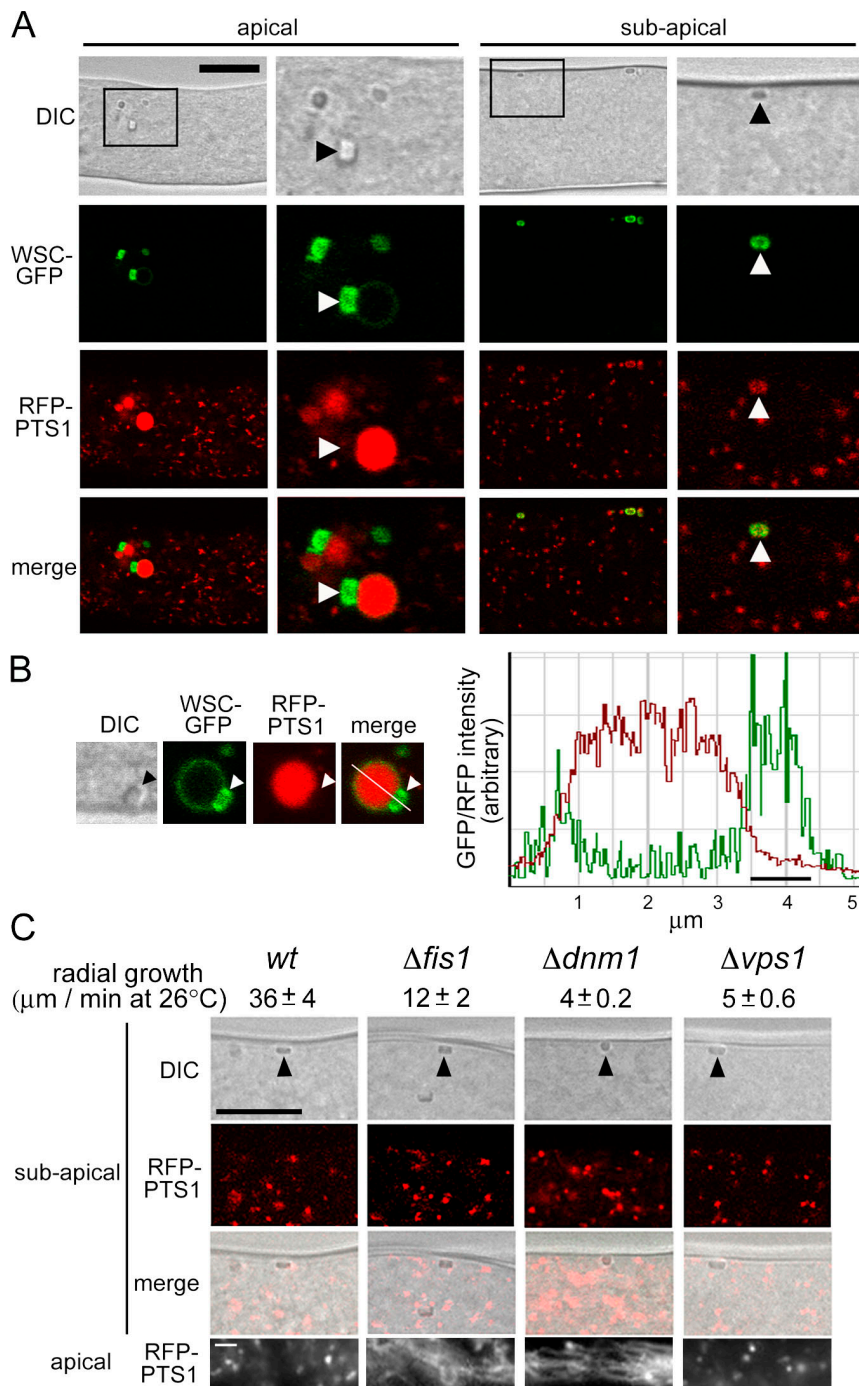 A
apical
sub-apical
DIC
WSC-
GFP
RFP-
PTS1
merge
B
DIC
WSC-
GFP
RFP-
PTS1
merge
GFP/RFP intensity
(arbitrary)
1 2 3 4 5
μm
C
radial growth
(μm / min at 26°C)
wt Δfis1 Δdnm1 Δvps1
36 ± 4 12 ± 2 4 ± 0.2 5 ± 0.6
sub-apical
DIC
RFP-
PTS1
merge
apical
RFP-
PTS1